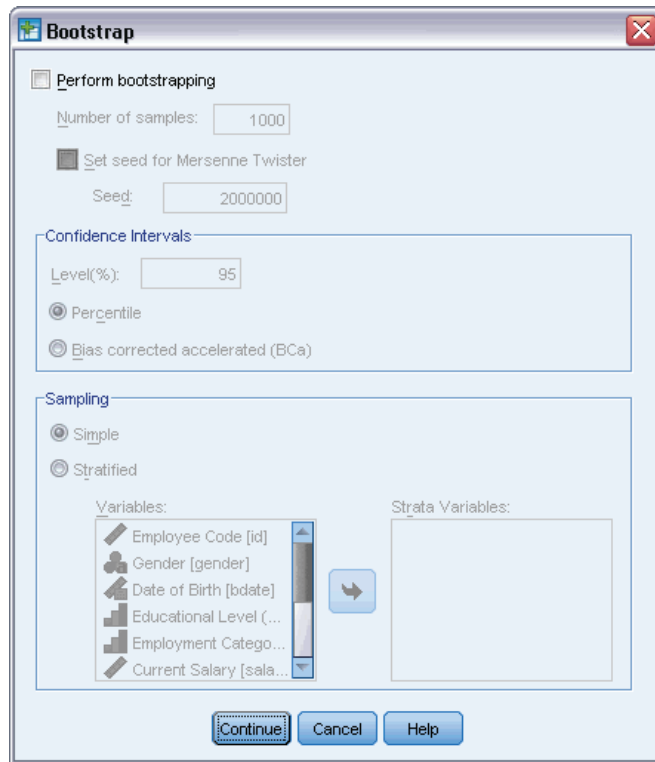 Bootstrap
Perform bootstrapping
Number of samples: 1000
Set seed for Mersenne Twister
Seed: 2000000
Confidence Intervals
Level(%): 95
Percentile
Bias corrected accelerated (BCa)
Sampling
Simple
Stratified
Variables: Strata Variables:
Employee Code [id]
Gender [gender]
Date of Birth [bdate]
Educational Level (...
Employment Catego...
Current Salary [sala...
Continue Cancel Help